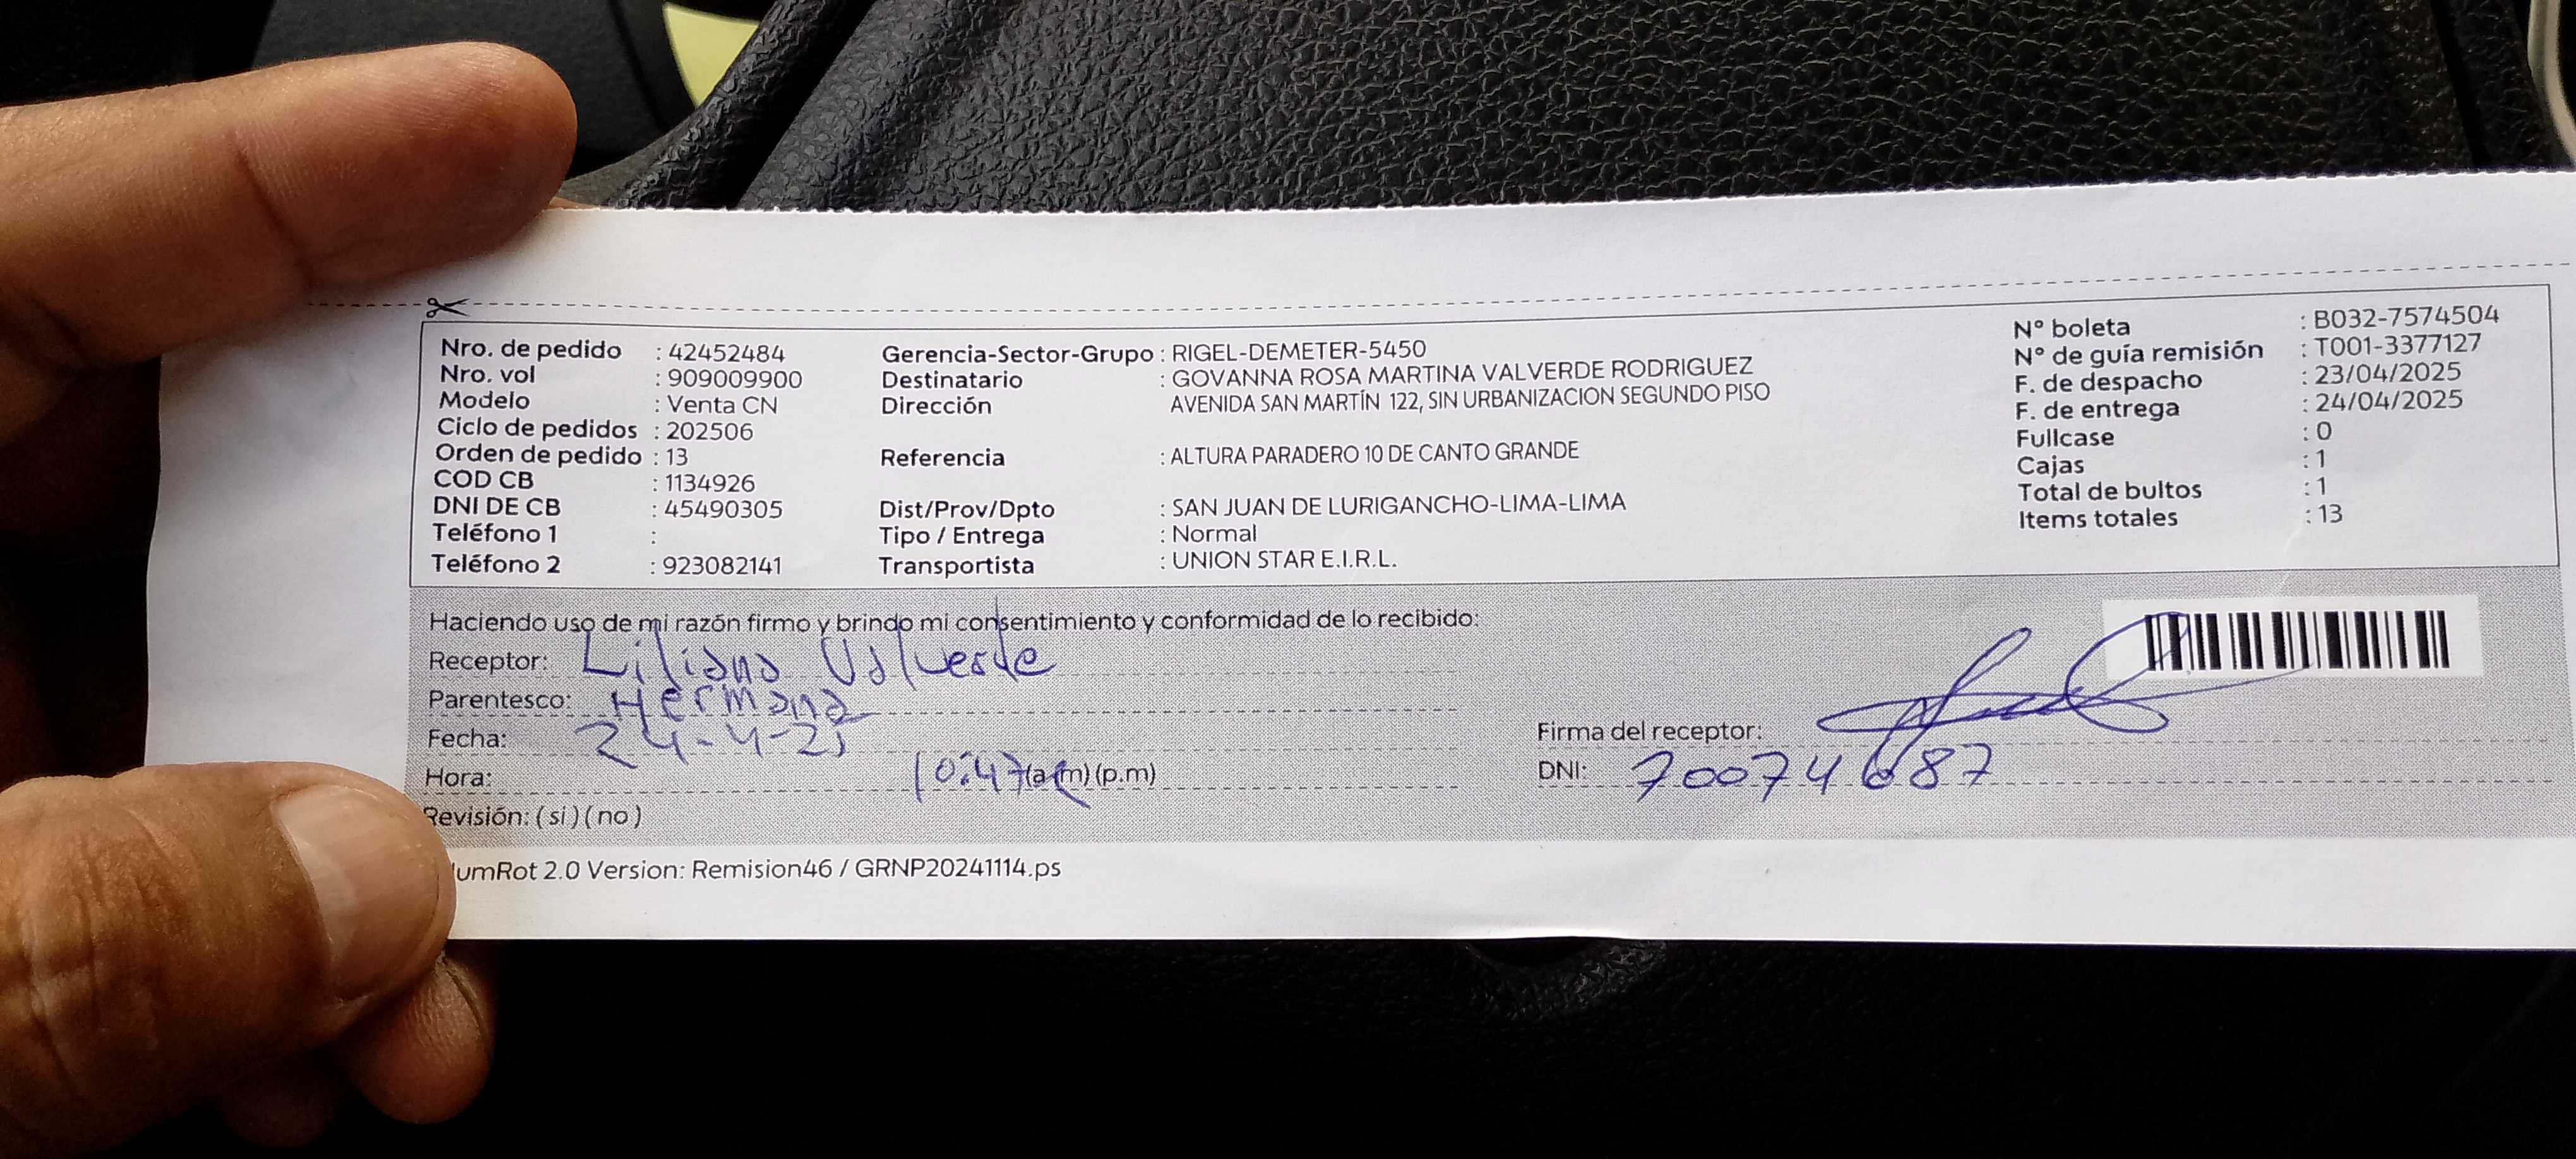 Nro. de pedido : 42452484
Nro. vol : 909009900
Modelo : Venta CN
Ciclo de pedidos : 202506
Orden de pedido : 13
COD CB : 1134926
DNI DE CB : 45490305
Teléfono 1 :
Teléfono 2 : 923082141
Gerencia-Sector-Grupo : RIGEL-DEMETER-5450
Destinatario : GOVANNA ROSA MARTINA VALVERDE RODRIGUEZ
Dirección AVENIDA SAN MARTÍN 122, SIN URBANIZACION SEGUNDO PISO
Referencia : ALTURA PARADERO 10 DE CANTO GRANDE
Dist/Prov/Dpto : SAN JUAN DE LURIGANCHO-LIMA-LIMA
Tipo / Entrega : Normal
Transportista : UNION STAR E.I.R.L.
N° boleta : B032-7574504
N° de guía remisión : T001-3377127
F. de despacho : 23/04/2025
F. de entrega : 24/04/2025
Fullcase : 0
Cajas : 1
Total de bultos : 1
Items totales : 13
Haciendo uso de mi razón firmo y brindo mi consentimiento y conformidad de lo recibido:
Receptor: Liliana Valverde
Parentesco: Hermana
Fecha: 24-4-25
Hora: 10:47 (a.m) (p.m)
Revisión: (si) (no)
Firma del receptor:
DNI: 70074687
umRot 2.0 Version: Remision46 / GRNP20241114.ps